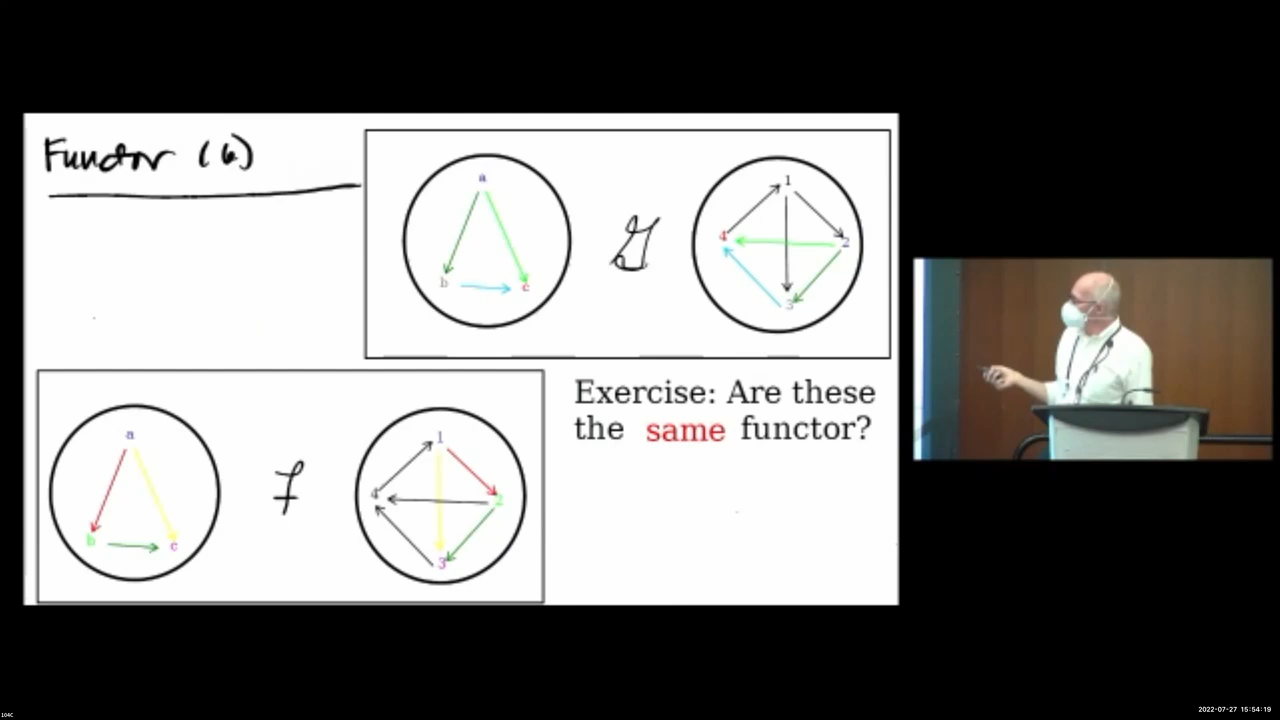 Functor (6)
a
b
c
G
1
4
2
3
Exercise: Are these
the same functor?
a
b
c
F
1
4
2
3
104C
2022-07-27 15:54:19